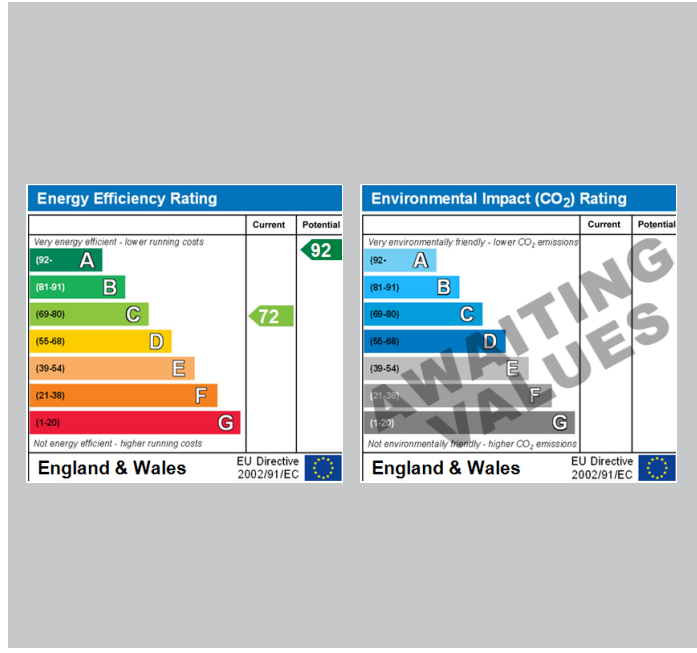 Energy Efficiency Rating
Current Potential
Very energy efficient - lower running costs
(92- A
92
(81-91) B
(69-80) C
72
(55-68) D
(39-54) E
(21-38) F
(1-20) G
Not energy efficient - higher running costs
England & Wales
EU Directive
2002/91/EC
Environmental Impact (CO2) Rating
Current Potential
Very environmentally friendly - lower CO2 emissions
(92- A
(81-91) B
(69-80) C
(55-68) D
(39-54) E
(21-38) F
(1-20) G
AWAITING
VALUES
Not environmentally friendly - higher CO2 emissions
England & Wales
EU Directive
2002/91/EC